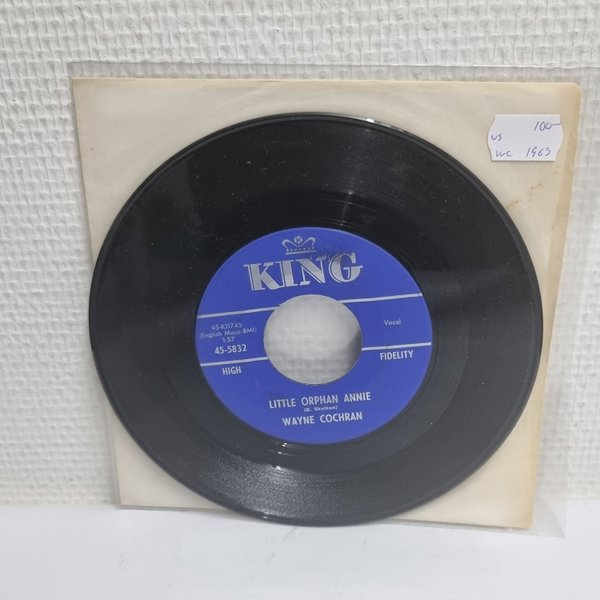 us 100-
wc 1963
KING
45-K11745
(English Music-BMI)
1:57
45-5832
Vocal
HIGH FIDELITY
LITTLE ORPHAN ANNIE
(B. Skelton)
WAYNE COCHRAN